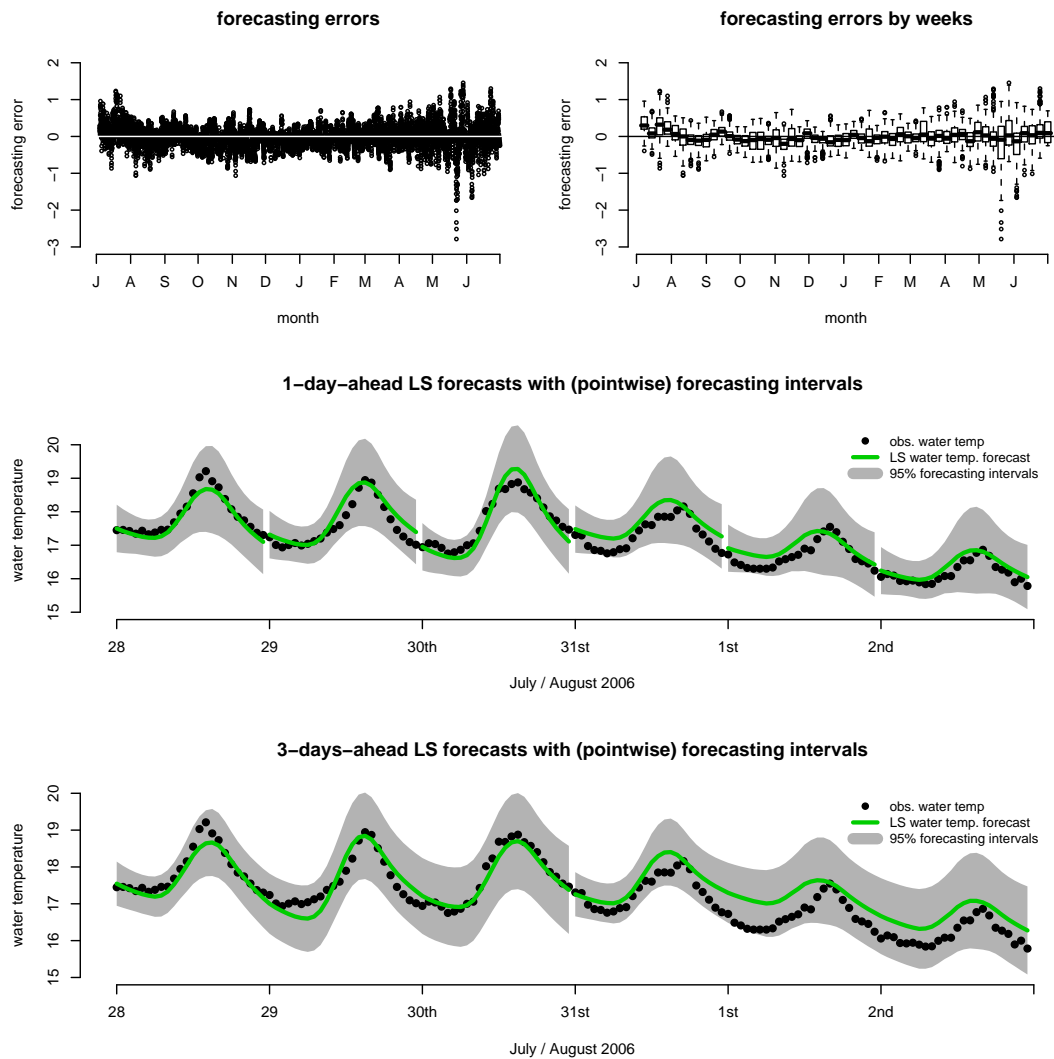 forecasting errors
forecasting error
2
1
0
−1
−2
−3
J A S O N D J F M A M J
month
forecasting errors by weeks
forecasting error
2
1
0
−1
−2
−3
J A S O N D J F M A M J
month
1−day−ahead LS forecasts with (pointwise) forecasting intervals
water temperature
20
19
18
17
16
15
obs. water temp
LS water temp. forecast
95% forecasting intervals
28 29 30th 31st 1st 2nd
July / August 2006
3−days−ahead LS forecasts with (pointwise) forecasting intervals
water temperature
20
19
18
17
16
15
obs. water temp
LS water temp. forecast
95% forecasting intervals
28 29 30th 31st 1st 2nd
July / August 2006